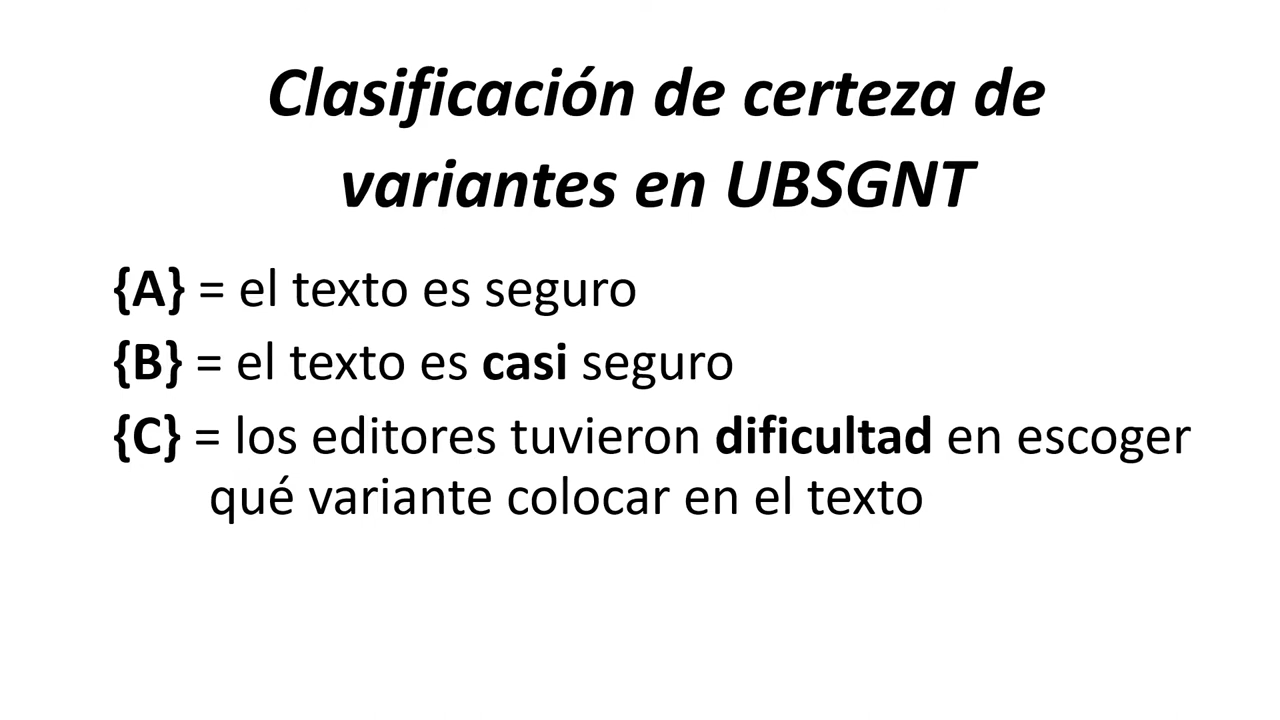 Clasificación de certeza de
variantes en UBSGNT
{A} = el texto es seguro
{B} = el texto es casi seguro
{C} = los editores tuvieron dificultad en escoger
qué variante colocar en el texto